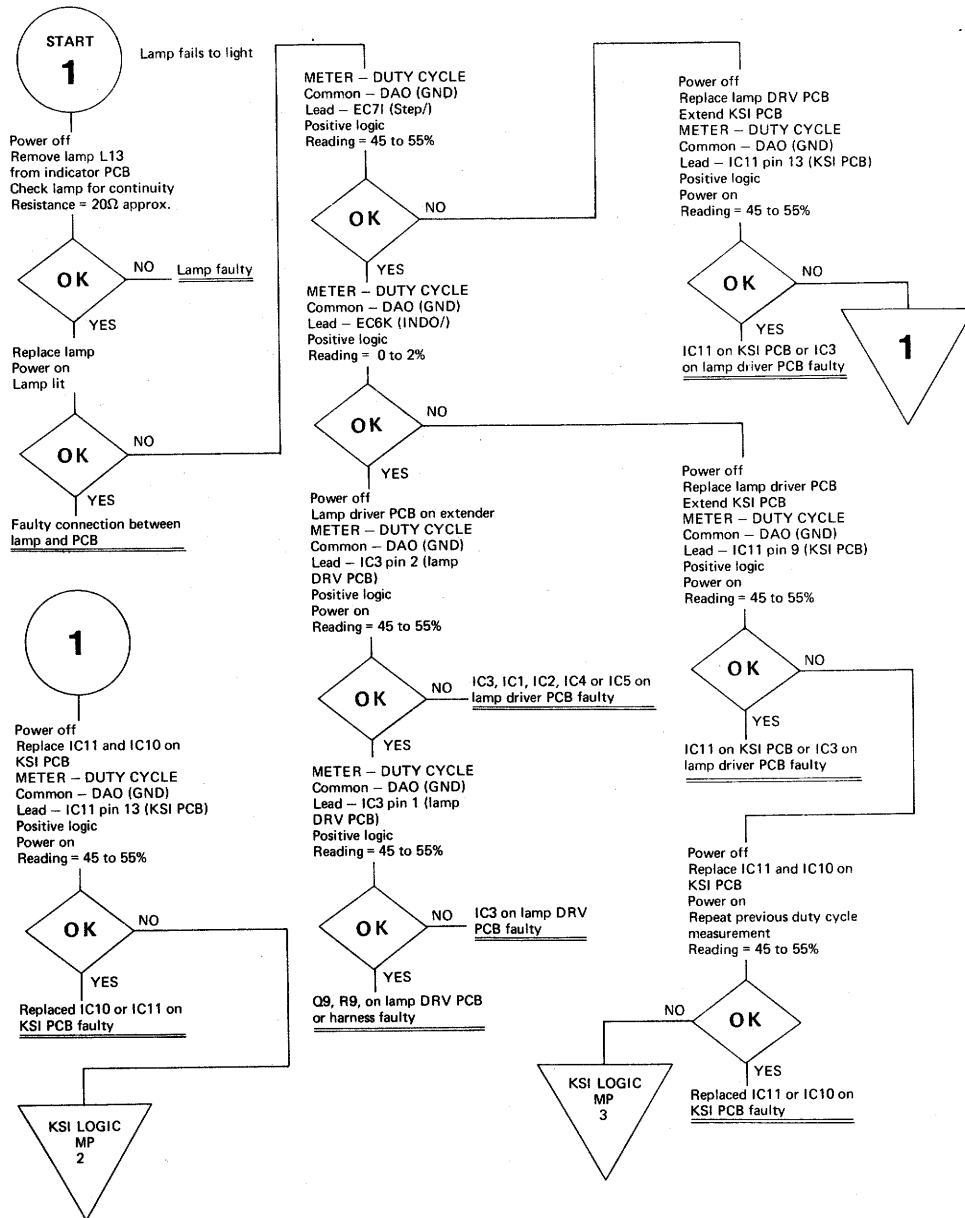 START
1
Lamp fails to light
Power off
Remove lamp L13
from indicator PCB
Check lamp for continuity
Resistance = 20Ω approx.
OK
NO
Lamp faulty
YES
Replace lamp
Power on
Lamp lit
OK
NO
YES
Faulty connection between
lamp and PCB
METER – DUTY CYCLE
Common – DAO (GND)
Lead – EC7I (Step/)
Positive logic
Reading = 45 to 55%
OK
NO
YES
METER – DUTY CYCLE
Common – DAO (GND)
Lead – EC6K (INDO/)
Positive logic
Reading = 0 to 2%
OK
NO
YES
Power off
Lamp driver PCB on extender
METER – DUTY CYCLE
Common – DAO (GND)
Lead – IC3 pin 2 (lamp
DRV PCB)
Positive logic
Power on
Reading = 45 to 55%
OK
NO
IC3, IC1, IC2, IC4 or IC5 on
lamp driver PCB faulty
YES
METER – DUTY CYCLE
Common – DAO (GND)
Lead – IC3 pin 1 (lamp
DRV PCB)
Positive logic
Reading = 45 to 55%
OK
NO
IC3 on lamp DRV
PCB faulty
YES
Q9, R9, on lamp DRV PCB
or harness faulty
Power off
Replace lamp DRV PCB
Extend KSI PCB
METER – DUTY CYCLE
Common – DAO (GND)
Lead – IC11 pin 13 (KSI PCB)
Positive logic
Power on
Reading = 45 to 55%
OK
NO
YES
IC11 on KSI PCB or IC3
on lamp driver PCB faulty
1
Power off
Replace lamp driver PCB
Extend KSI PCB
METER – DUTY CYCLE
Common – DAO (GND)
Lead – IC11 pin 9 (KSI PCB)
Positive logic
Power on
Reading = 45 to 55%
OK
NO
YES
IC11 on KSI PCB or IC3 on
lamp driver PCB faulty
Power off
Replace IC11 and IC10 on
KSI PCB
Power on
Repeat previous duty cycle
measurement
Reading = 45 to 55%
NO
OK
YES
Replaced IC11 or IC10 on
KSI PCB faulty
KSI LOGIC
MP
3
1
Power off
Replace IC11 and IC10 on
KSI PCB
METER – DUTY CYCLE
Common – DAO (GND)
Lead – IC11 pin 13 (KSI PCB)
Positive logic
Power on
Reading = 45 to 55%
OK
NO
YES
Replaced IC10 or IC11 on
KSI PCB faulty
KSI LOGIC
MP
2